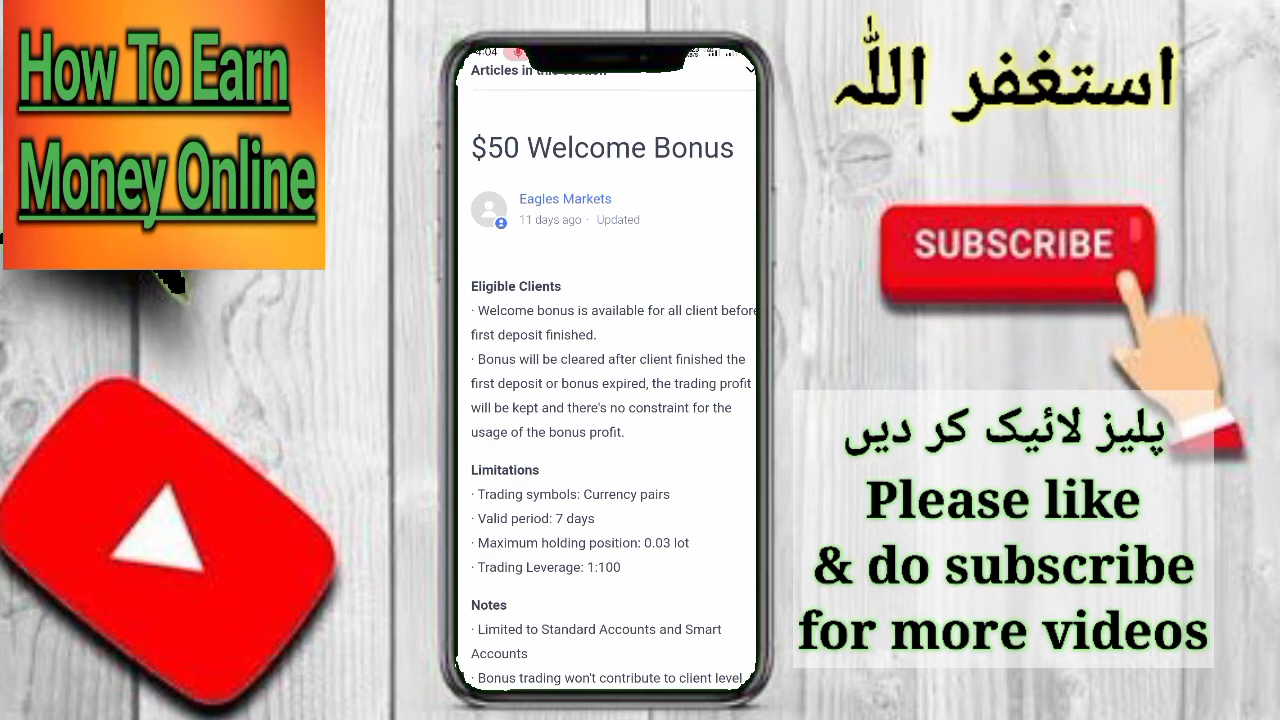 How To Earn
Money Online
4:04
Articles in this section
$50 Welcome Bonus
Eagles Markets
11 days ago · Updated
Eligible Clients
· Welcome bonus is available for all client before
first deposit finished.
· Bonus will be cleared after client finished the
first deposit or bonus expired, the trading profit
will be kept and there's no constraint for the
usage of the bonus profit.
Limitations
· Trading symbols: Currency pairs
· Valid period: 7 days
· Maximum holding position: 0.03 lot
· Trading Leverage: 1:100
Notes
· Limited to Standard Accounts and Smart
Accounts
· Bonus trading won't contribute to client level
استغفر اللہ
SUBSCRIBE
پلیز لائیک کر دیں
Please like
& do subscribe
for more videos